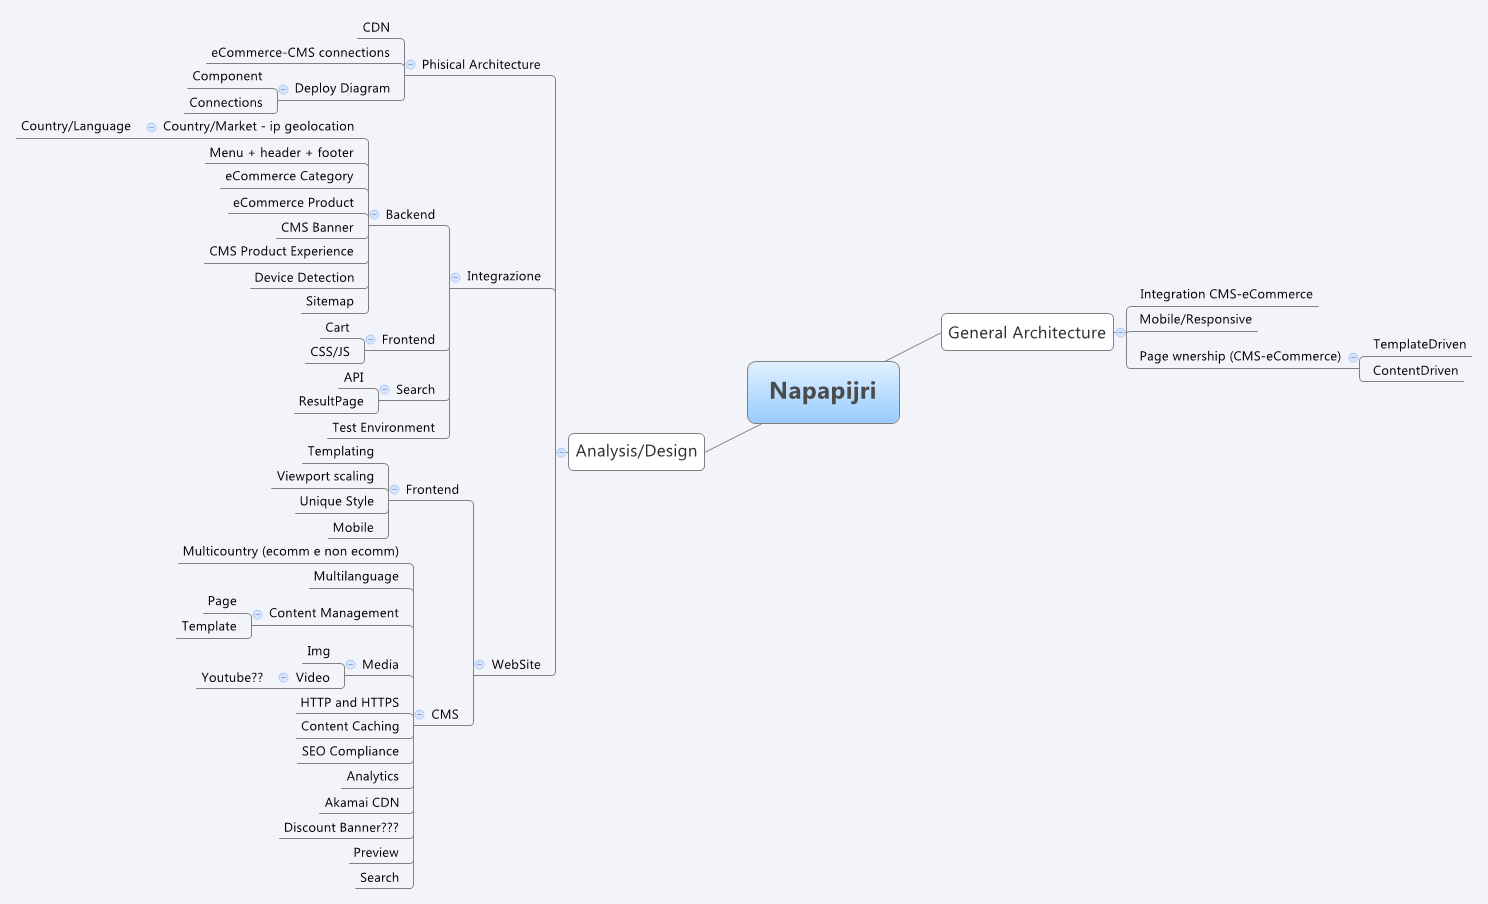 CDN
eCommerce-CMS connections
Phisical Architecture
Component
Deploy Diagram
Connections
Country/Language
Country/Market - ip geolocation
Menu + header + footer
eCommerce Category
eCommerce Product
Backend
CMS Banner
CMS Product Experience
Device Detection
Integrazione
Sitemap
Cart
Frontend
CSS/JS
API
Search
ResultPage
Test Environment
Templating
Viewport scaling
Frontend
Unique Style
Mobile
Multicountry (ecomm e non ecomm)
Multilanguage
Page
Content Management
Template
Img
Media
Youtube??
Video
WebSite
HTTP and HTTPS
CMS
Content Caching
SEO Compliance
Analytics
Akamai CDN
Discount Banner???
Preview
Search
Analysis/Design
Napapijri
General Architecture
Integration CMS-eCommerce
Mobile/Responsive
Page wnership (CMS-eCommerce)
TemplateDriven
ContentDriven